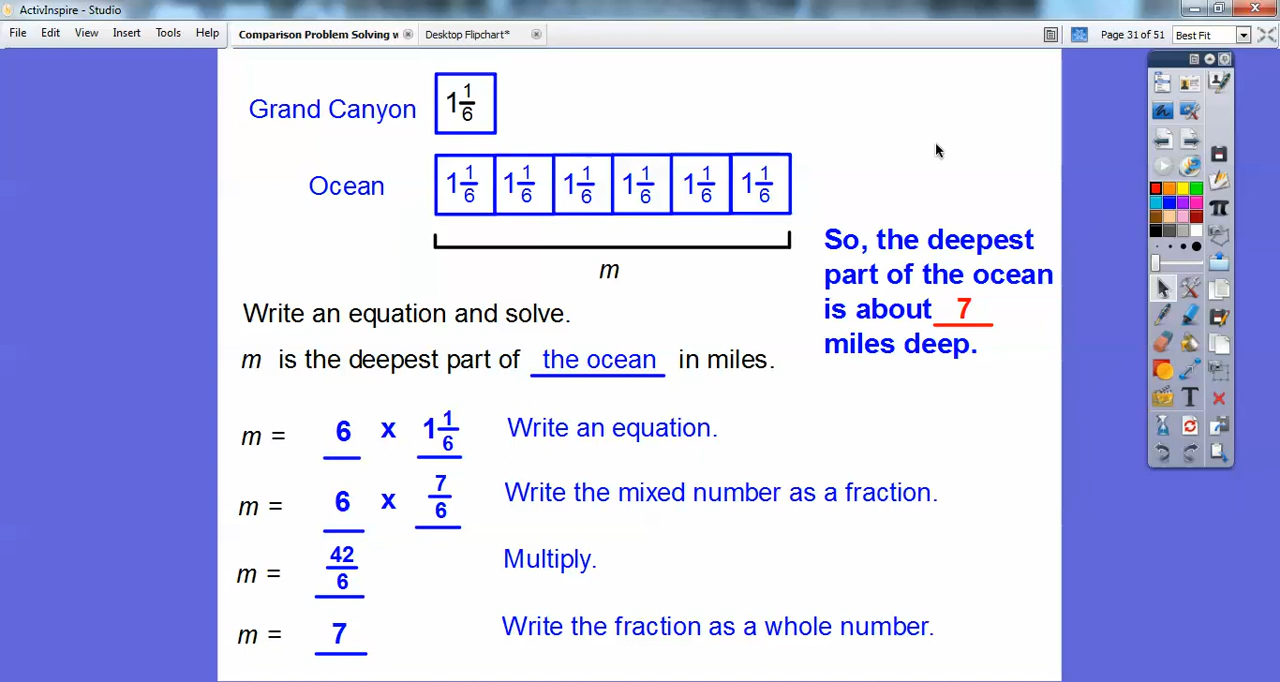 ActivInspire - Studio
File Edit View Insert Tools Help
Comparison Problem Solving w
Desktop Flipchart*
Page 31 of 51
Best Fit
Grand Canyon 1 1/6
Ocean 1 1/6 1 1/6 1 1/6 1 1/6 1 1/6 1 1/6
m
So, the deepest
part of the ocean
is about 7
miles deep.
Write an equation and solve.
m is the deepest part of the ocean in miles.
m = 6 x 1 1/6 Write an equation.
m = 6 x 7/6 Write the mixed number as a fraction.
m = 42/6 Multiply.
m = 7 Write the fraction as a whole number.